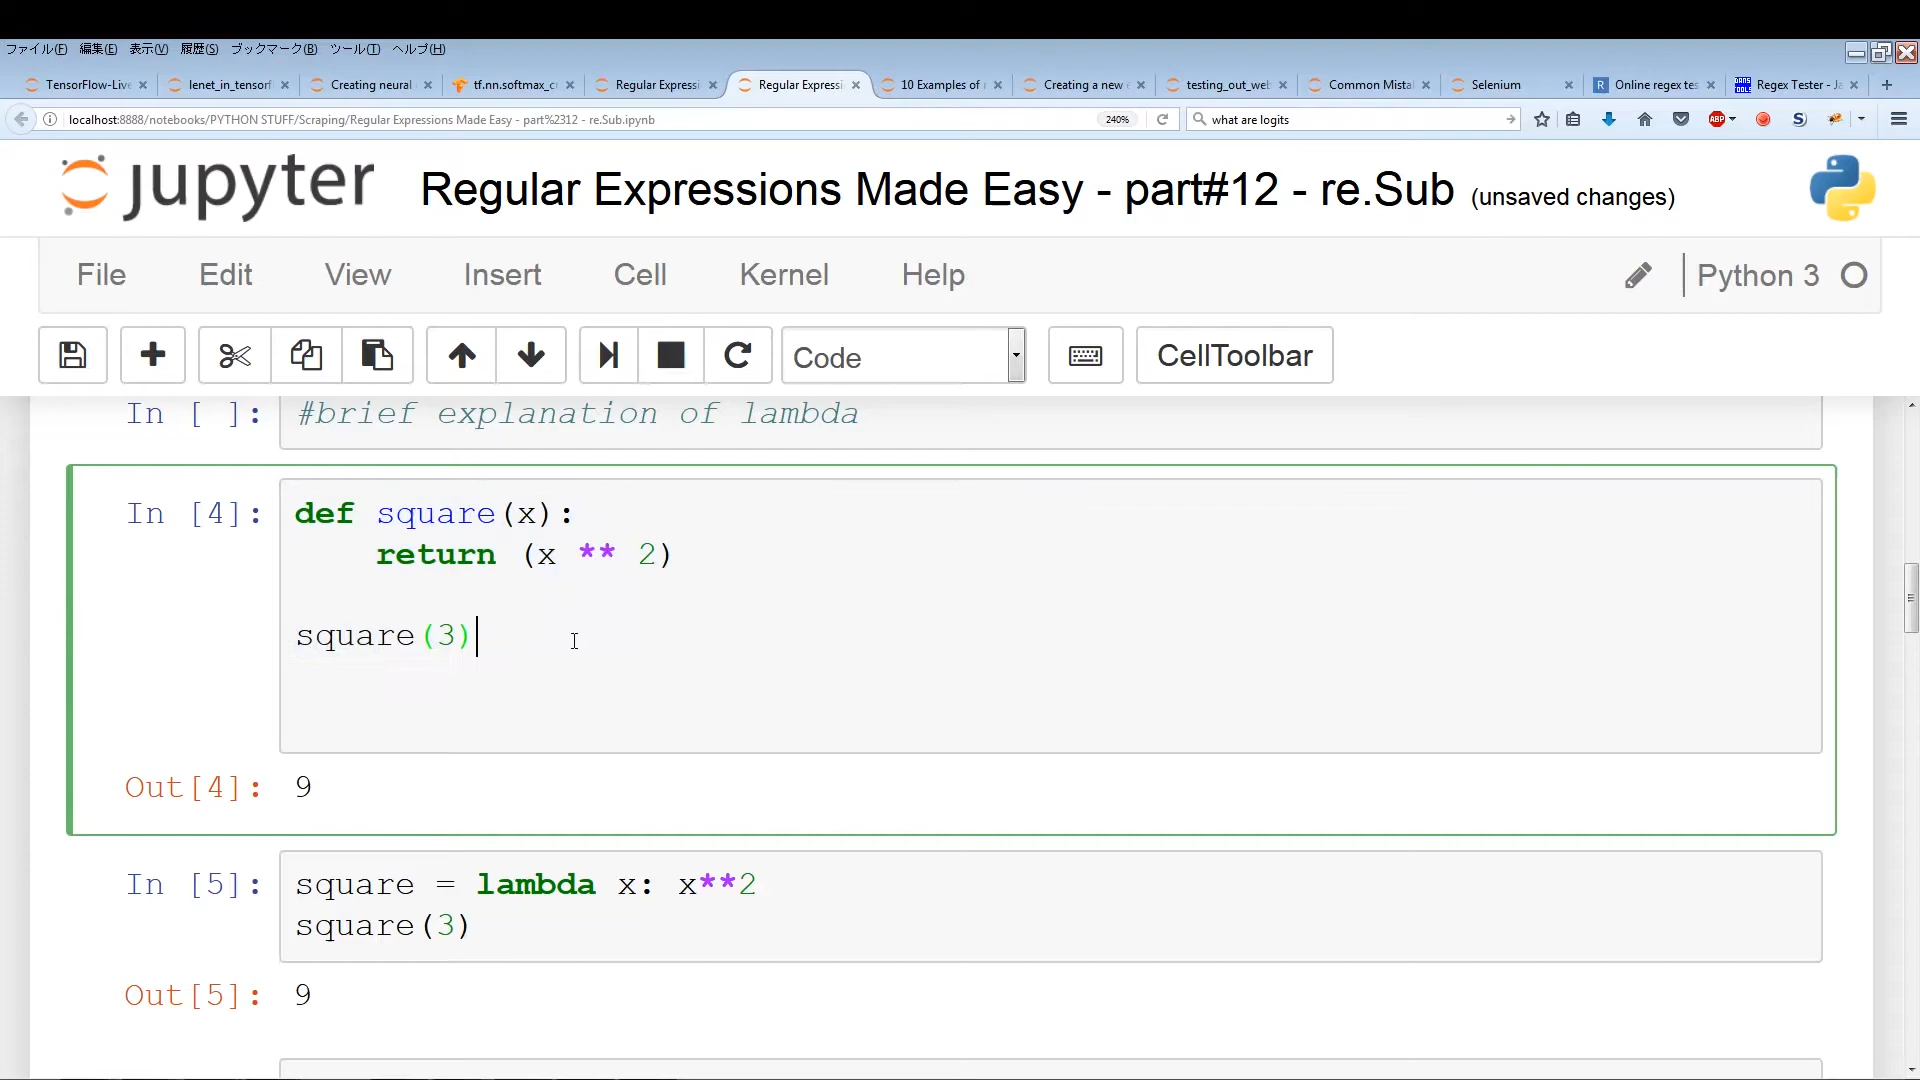 ファイル(F) 編集(E) 表示(V) 履歴(S) ブックマーク(B) ツール(T) ヘルプ(H)
TensorFlow-Live lenet_in_tensorf Creating neural tf.nn.softmax_c Regular Expressi Regular Expressi 10 Examples of Creating a new testing_out_web Common Mistak Selenium R Online regex tes Regex Tester - Ja
localhost:8888/notebooks/PYTHON STUFF/Scraping/Regular Expressions Made Easy - part%2312 - re.Sub.ipynb 240% what are logits ABP
jupyter Regular Expressions Made Easy - part#12 - re.Sub (unsaved changes)
File Edit View Insert Cell Kernel Help Python 3
Code CellToolbar
In [ ]: #brief explanation of lambda
In [4]: def square(x):
return (x ** 2)
square(3)
Out[4]: 9
In [5]: square = lambda x: x**2
square(3)
Out[5]: 9